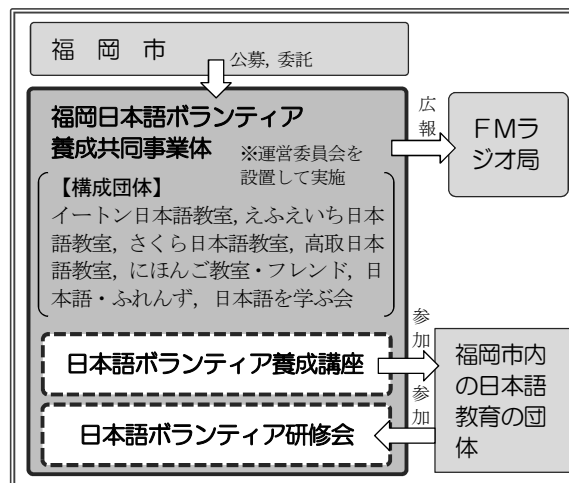 福岡市
公募，委託
福岡日本語ボランティア
養成共同事業体
※運営委員会を
設置して実施
【構成団体】
イートン日本語教室，えふえいち日本
語教室，さくら日本語教室，高取日本
語教室，にほんご教室・フレンド，日
本語・ふれんず，日本語を学ぶ会
日本語ボランティア養成講座
日本語ボランティア研修会
広報
ＦＭラ
ジオ局
参加
参加
福岡市内
の日本語
教育の団
体